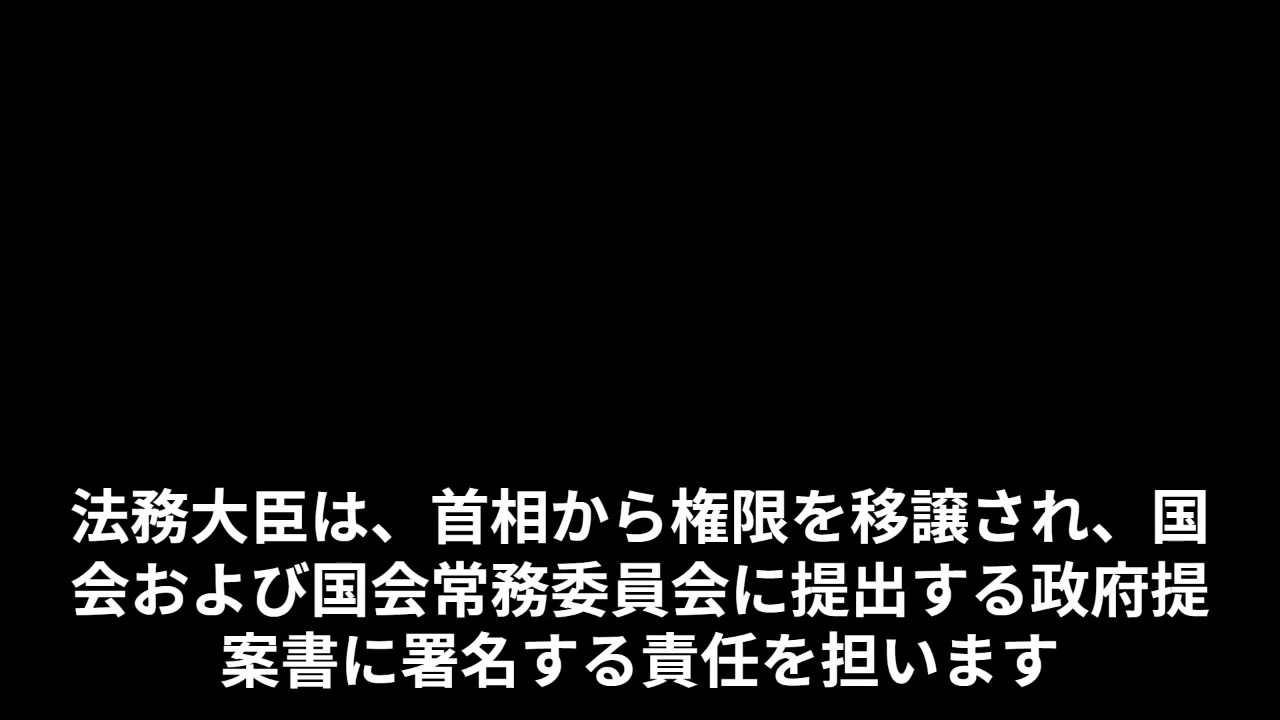 法務大臣は、首相から権限を移譲され、国
会および国会常務委員会に提出する政府提
案書に署名する責任を担います